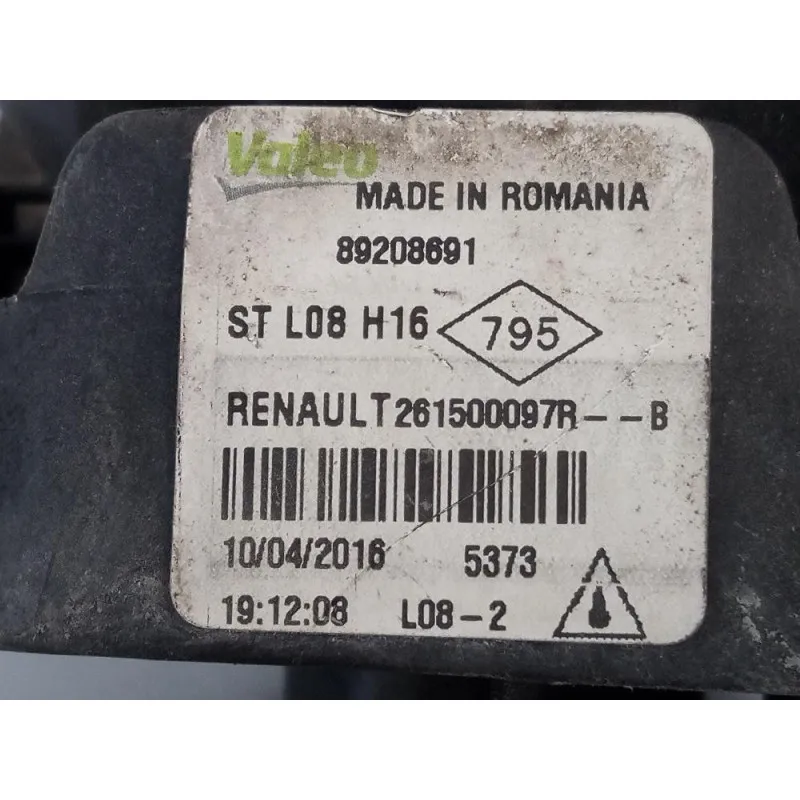 Valeo
MADE IN ROMANIA
89208691
ST L08 H16 795
RENAULT 261500097R--B
10/04/2016 5373
19:12:08 L08-2